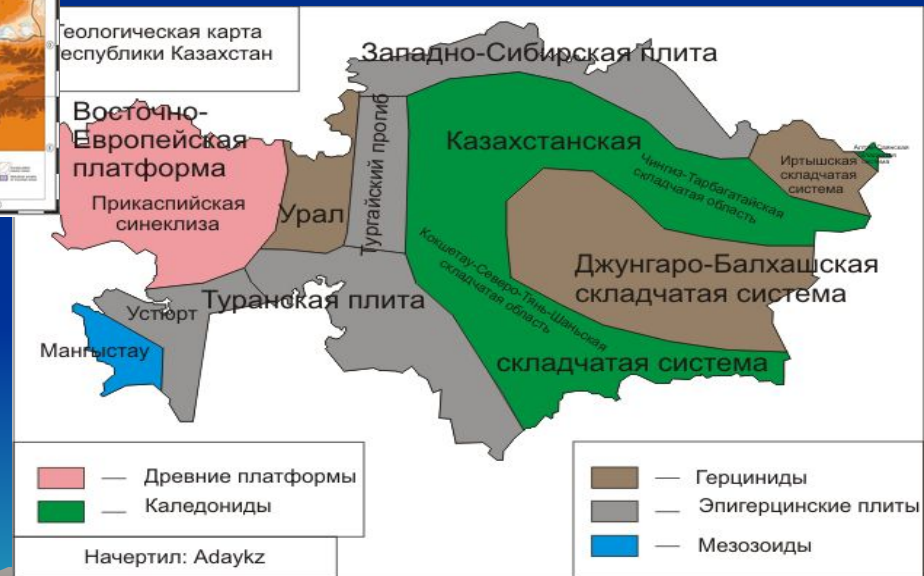 еологическая карта
еспублики Казахстан
Западно-Сибирская плита
Восточно-
Европейская
платформа
Прикаспийская
синеклиза
Урал
Тургайский прогиб
Казахстанская
Чингиз-Тарбагатайская
складчатая область
Иртышская
складчатая
система
Кокшетау-Северо-Тянь-Шаньская
складчатая область
Джунгаро-Балхашская
складчатая система
складчатая система
Туранская плита
Устюрт
Мангыстау
— Древние платформы
— Каледониды
— Герциниды
— Эпигерцинские плиты
— Мезозоиды
Начертил: Adaykz